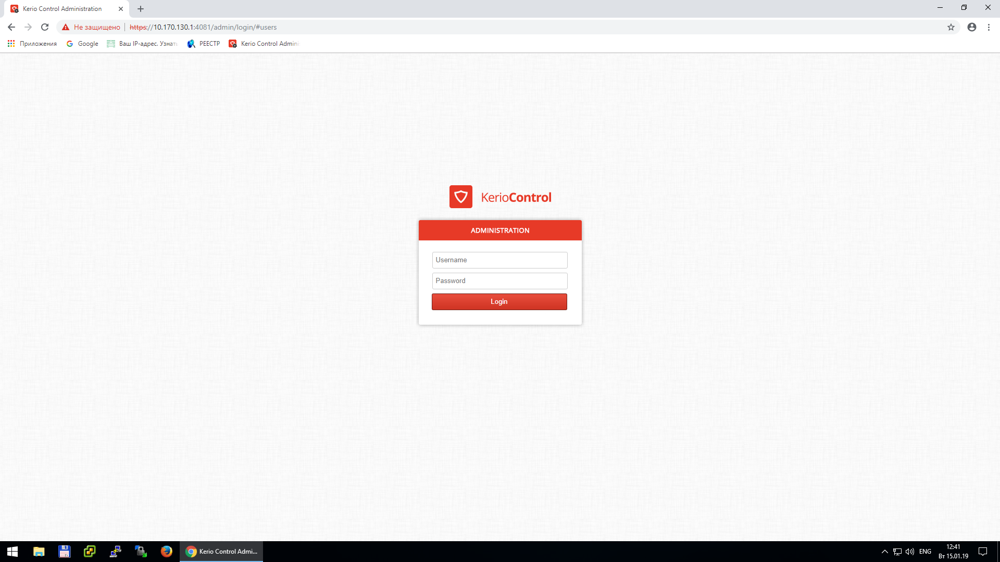 Kerio Control Administration
Не защищено https://10.170.130.1:4081/admin/login/#users
Приложения Google Ваш IP-адрес. Узнать РЕЕСТР Kerio Control Admini
KerioControl
ADMINISTRATION
Username
Password
Login
Kerio Control Admi... ENG 12:41
Вт 15.01.19